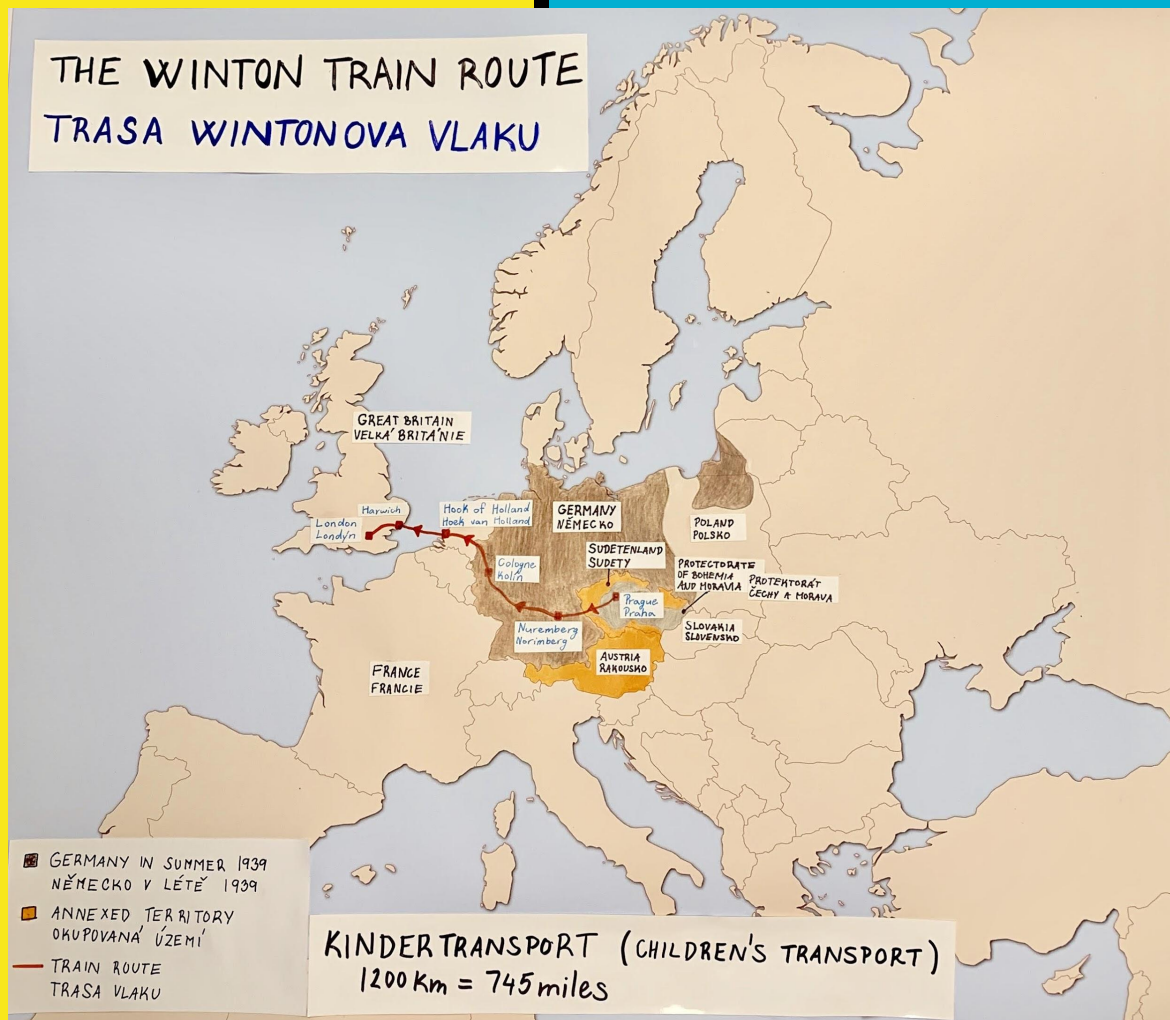 THE WINTON TRAIN ROUTE
TRASA WINTONOVA VLAKU
GREAT BRITAIN
VELKÁ BRITÁNIE
Harwich
London
Londýn
Hook of Holland
Hoek van Holland
GERMANY
NĚMECKO
POLAND
POLSKO
SUDETENLAND
SUDETY
Cologne
Kolín
PROTECTORATE
OF BOHEMIA
AND MORAVIA
PROTEKTORÁT
ČECHY A MORAVA
Prague
Praha
Nuremberg
Norimberg
SLOVAKIA
SLOVENSKO
AUSTRIA
RAKOUSKO
FRANCE
FRANCIE
GERMANY IN SUMMER 1939
NĚMECKO V LÉTĚ 1939
ANNEXED TERRITORY
OKUPOVANÁ ÚZEMÍ
TRAIN ROUTE
TRASA VLAKU
KINDERTRANSPORT (CHILDREN'S TRANSPORT)
1200 Km = 745 miles